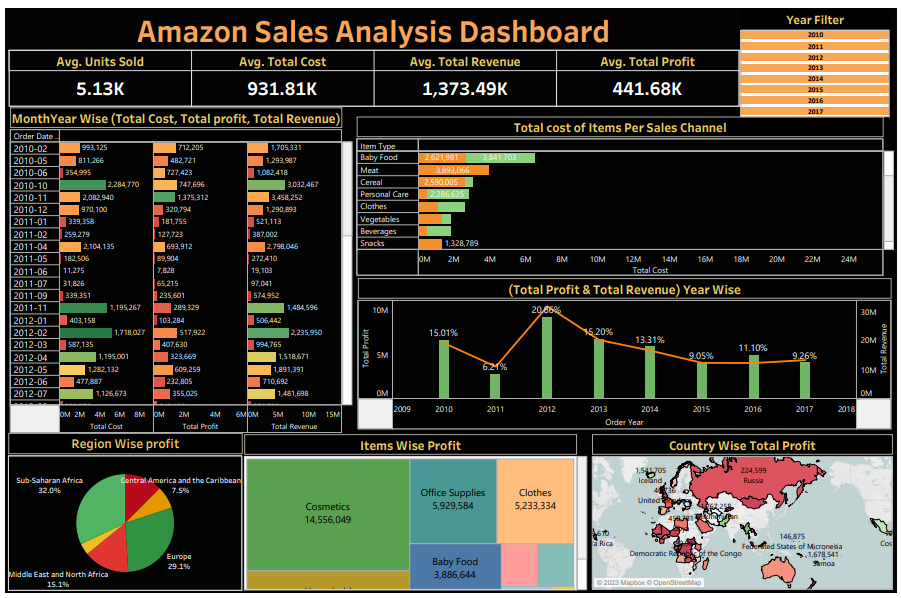 Amazon Sales Analysis Dashboard
Year Filter
2010
2011
2012
2013
2014
2015
2016
2017
Avg. Units Sold
5.13K
Avg. Total Cost
931.81K
Avg. Total Revenue
1,373.49K
Avg. Total Profit
441.68K
MonthYear Wise (Total Cost, Total profit, Total Revenue)
Order Date ..
2010-02 993,125 712,205 1,705,331
2010-05 811,266 482,721 1,293,987
2010-06 354,995 727,423 1,082,418
2010-10 2,284,770 747,696 3,032,467
2010-11 2,082,940 1,375,312 3,458,252
2010-12 970,100 320,794 1,290,893
2011-01 339,358 181,755 521,113
2011-02 259,279 127,723 387,002
2011-04 2,104,135 693,912 2,798,046
2011-05 182,506 89,904 272,410
2011-06 11,275 7,828 19,103
2011-07 31,826 65,215 97,041
2011-09 339,351 235,601 574,952
2011-11 1,195,267 289,329 1,484,596
2012-01 403,158 103,284 506,442
2012-02 1,718,027 517,922 2,235,950
2012-03 587,135 407,630 994,765
2012-04 1,195,001 323,669 1,518,671
2012-05 1,282,132 609,259 1,891,391
2012-06 477,887 232,805 710,692
2012-07 1,126,673 355,025 1,481,698
0M 2M 4M 6M 8M 0M 2M 4M 6M 0M 5M 10M 15M
Total Cost Total Profit Total Revenue
Total cost of Items Per Sales Channel
Item Type
Baby Food 2,621,981 3,841,703
Meat 3,893,066
Cereal 2,590,005
Personal Care 2,286,635
Clothes
Vegetables
Beverages
Snacks 1,328,789
0M 2M 4M 6M 8M 10M 12M 14M 16M 18M 20M 22M 24M
Total Cost
(Total Profit & Total Revenue) Year Wise
10M
5M
0M
Total Profit
15.01%
6.21%
20.86%
15.20%
13.31%
9.05%
11.10%
9.26%
30M
20M
10M
0M
Total Revenue
2009 2010 2011 2012 2013 2014 2015 2016 2017 2018
Order Year
Region Wise profit
Sub-Saharan Africa
32.0%
Central America and the Caribbean
7.5%
Europe
29.1%
Middle East and North Africa
15.1%
Items Wise Profit
Cosmetics
14,556,049
Office Supplies
5,929,584
Clothes
5,233,334
Baby Food
3,886,644
Country Wise Total Profit
1,541,705
Iceland
224,599
Russia
Democratic Republic of the Congo
146,875
Federated States of Micronesia
1,678,541
Samoa
© 2023 Mapbox © OpenStreetMap